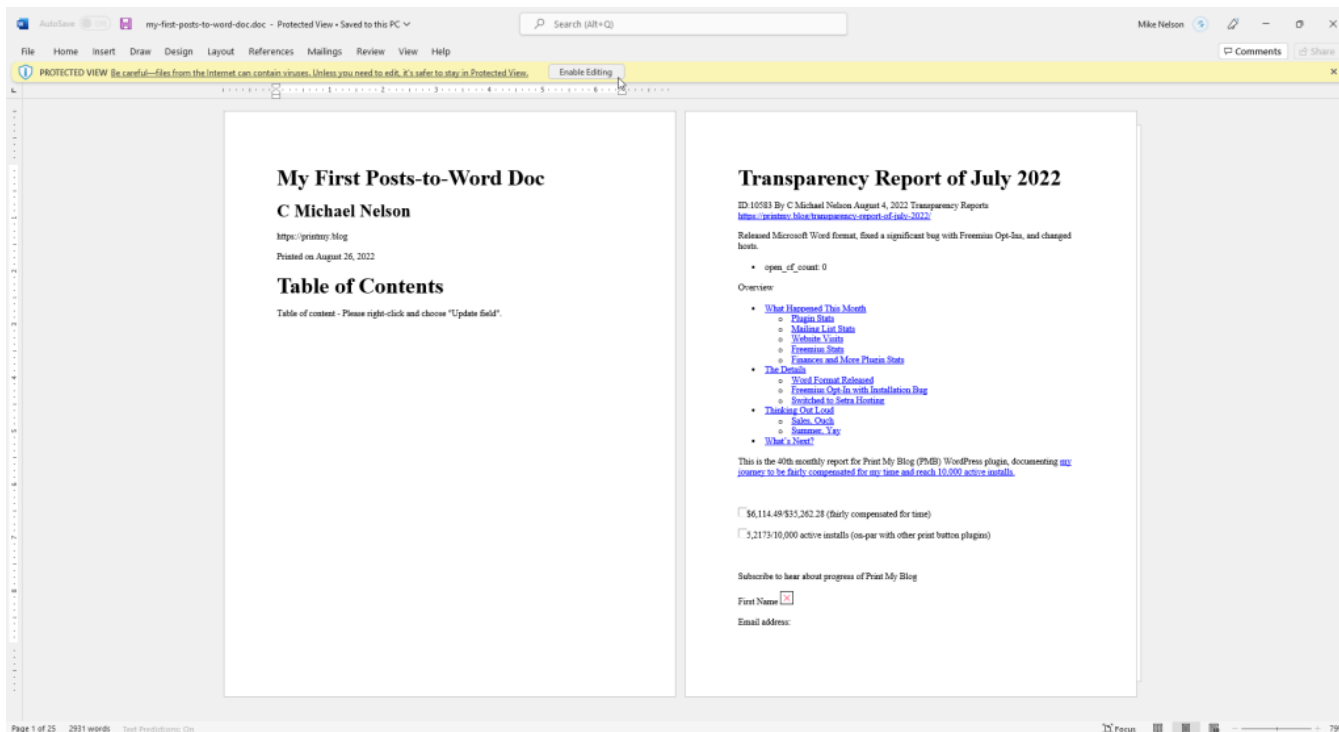 AutoSave
my-first-posts-to-word-doc.doc - Protected View • Saved to this PC
Search (Alt+Q)
Mike Nelson
File Home Insert Draw Design Layout References Mailings Review View Help
Comments Share
PROTECTED VIEW Be careful—files from the Internet can contain viruses. Unless you need to edit, it's safer to stay in Protected View. Enable Editing
1 2 3 4 5 6
My First Posts-to-Word Doc
C Michael Nelson
https://printmy.blog
Printed on August 26, 2022
Table of Contents
Table of content - Please right-click and choose "Update field".
Transparency Report of July 2022
ID:10583 By C Michael Nelson August 4, 2022 Transparency Reports
https://printmy.blog/transparency-report-of-july-2022/
Released Microsoft Word format, fixed a significant bug with Freemius Opt-Ins, and changed
hosts.
• open_cf_count: 0
Overview
• What Happened This Month
o Plugin Stats
o Mailing List Stats
o Website Visits
o Freemius Stats
o Finances and More Plugin Stats
• The Details
o Word Format Released
o Freemius Opt-In with Installation Bug
o Switched to Setra Hosting
• Thinking Out Loud
o Sales, Ouch
o Summer, Yay
• What's Next?
This is the 40th monthly report for Print My Blog (PMB) WordPress plugin, documenting my
journey to be fairly compensated for my time and reach 10,000 active installs.
$6,114.49/$35,262.28 (fairly compensated for time)
5,2173/10,000 active installs (on-par with other print button plugins)
Subscribe to hear about progress of Print My Blog
First Name
Email address:
Page 1 of 25 2931 words Text Predictions: On
Focus